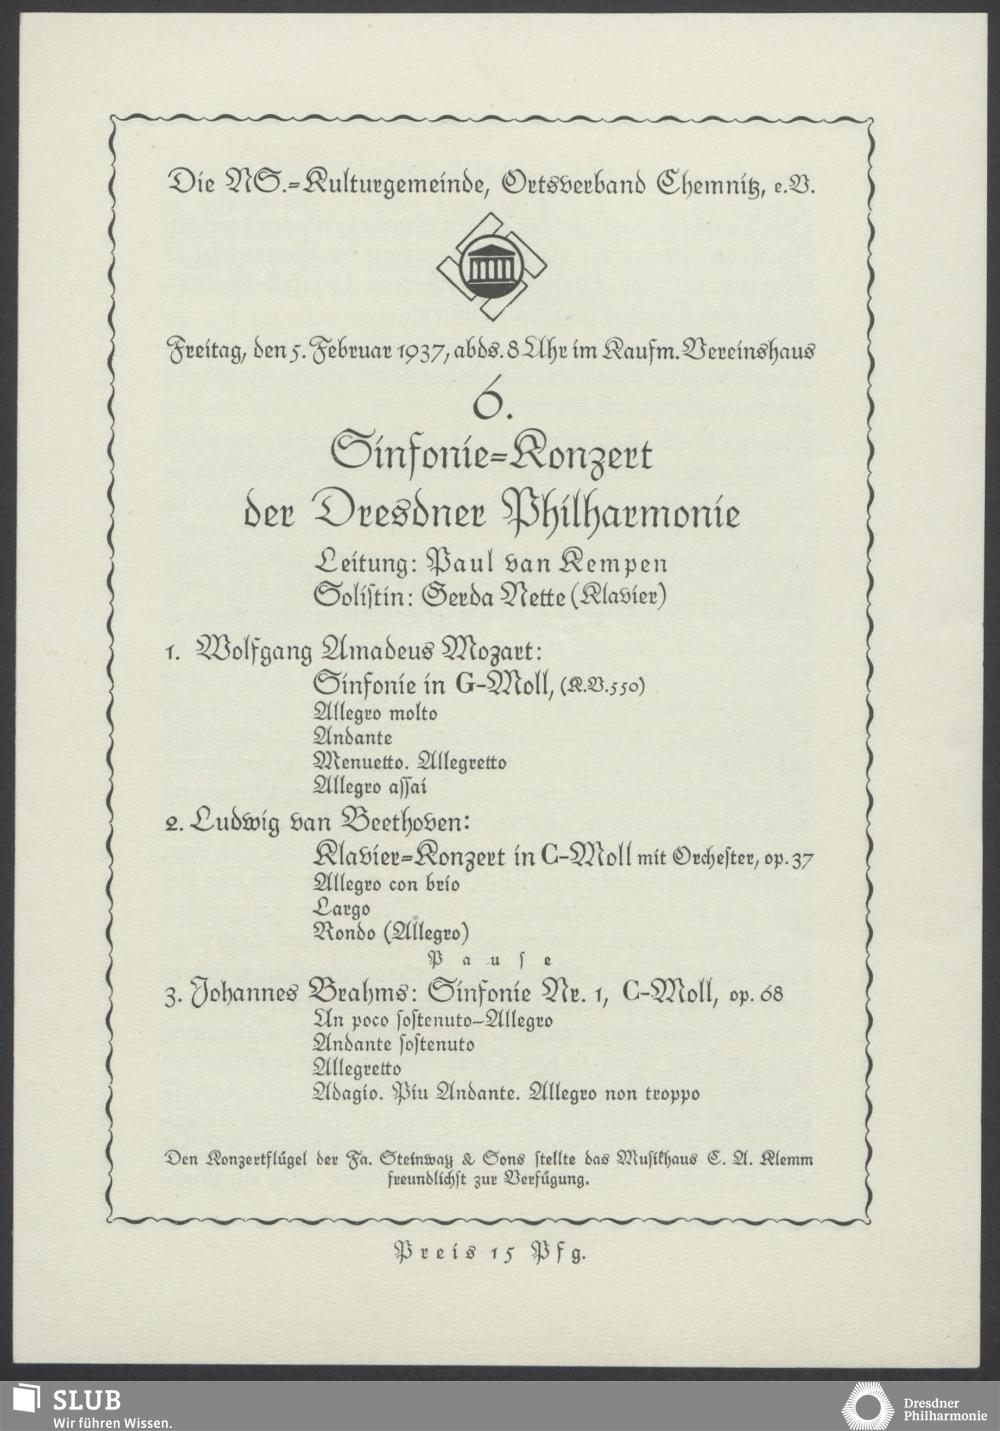 Die NS.=Kulturgemeinde, Ortsverband Chemnitz, e.V.
Freitag, den 5. Februar 1937, abds. 8 Uhr im Kaufm. Vereinshaus
6.
Sinfonie=Konzert
der Dresdner Philharmonie
Leitung: Paul van Kempen
Solistin: Gerda Nette (Klavier)
1. Wolfgang Amadeus Mozart:
Sinfonie in G-Moll, (K.V. 550)
Allegro molto
Andante
Menuetto. Allegretto
Allegro assai
2. Ludwig van Beethoven:
Klavier=Konzert in C-Moll mit Orchester, op. 37
Allegro con brio
Largo
Rondo (Allegro)
Pause
3. Johannes Brahms: Sinfonie Nr. 1, C-Moll, op. 68
Un poco sostenuto–Allegro
Andante sostenuto
Allegretto
Adagio. Piu Andante. Allegro non troppo
Den Konzertflügel der Fa. Steinway & Sons stellte das Musikhaus C. A. Klemm
freundlichst zur Verfügung.
Preis 15 Pfg.
SLUB
Wir führen Wissen.
Dresdner
Philharmonie